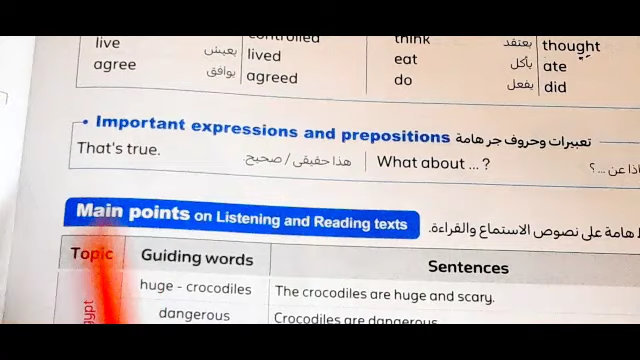 controlled think يعتقد thought
live يعيش lived eat يأكل ate
agree يوافق agreed do يفعل did
• Important expressions and prepositions تعبيرات وحروف جر هامة
That's true. هذا حقيقي / صحيح What about ... ? ... عن ؟
Main points on Listening and Reading texts هامة على نصوص الاستماع والقراءة.
Topic Guiding words Sentences
huge - crocodiles The crocodiles are huge and scary.
dangerous Crocodiles are dangerous